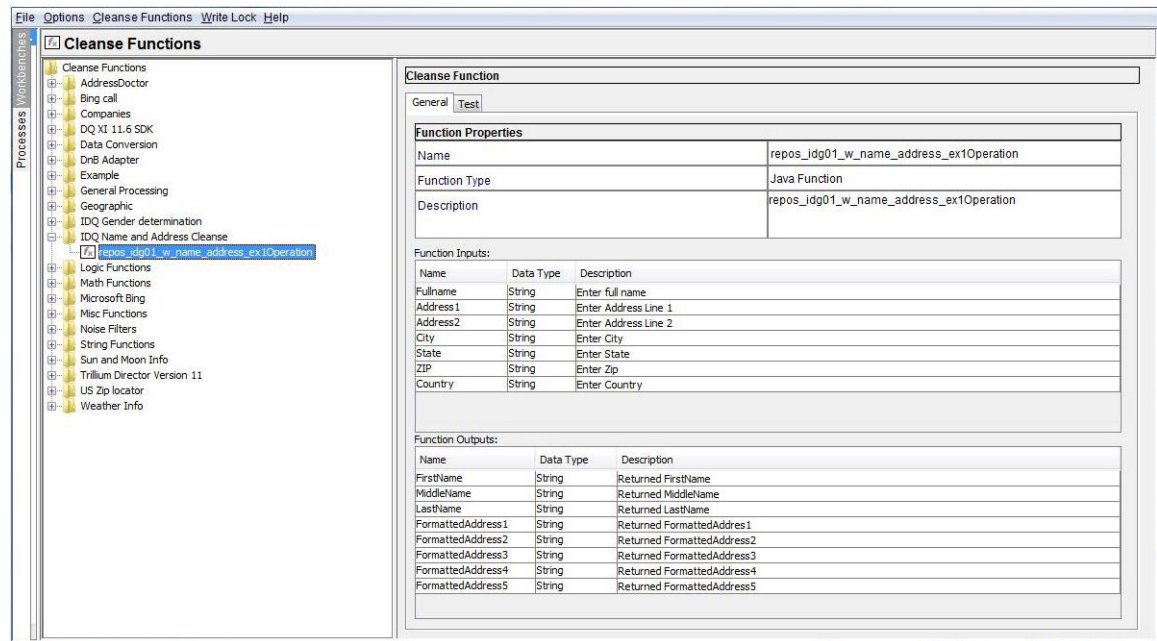 File Options Cleanse Functions Write Lock Help
Workbenches
Processes
Cleanse Functions
Cleanse Functions
AddressDoctor
Bing call
Companies
DQ XI 11.6 SDK
Data Conversion
DnB Adapter
Example
General Processing
Geographic
IDQ Gender determination
IDQ Name and Address Cleanse
fx repos_idg01_w_name_address_ex1Operation
Logic Functions
Math Functions
Microsoft Bing
Misc Functions
Noise Filters
String Functions
Sun and Moon Info
Trillium Director Version 11
US Zip locator
Weather Info
Cleanse Function
General Test
Function Properties
Name repos_idg01_w_name_address_ex1Operation
Function Type Java Function
Description repos_idg01_w_name_address_ex1Operation
Function Inputs:
Name Data Type Description
Fullname String Enter full name
Address1 String Enter Address Line 1
Address2 String Enter Address Line 2
City String Enter City
State String Enter State
ZIP String Enter Zip
Country String Enter Country
Function Outputs:
Name Data Type Description
FirstName String Returned FirstName
MiddleName String Returned MiddleName
LastName String Returned LastName
FormattedAddress1 String Returned FormattedAddres1
FormattedAddress2 String Returned FormattedAddress2
FormattedAddress3 String Returned FormattedAddress3
FormattedAddress4 String Returned FormattedAddress4
FormattedAddress5 String Returned FormattedAddress5